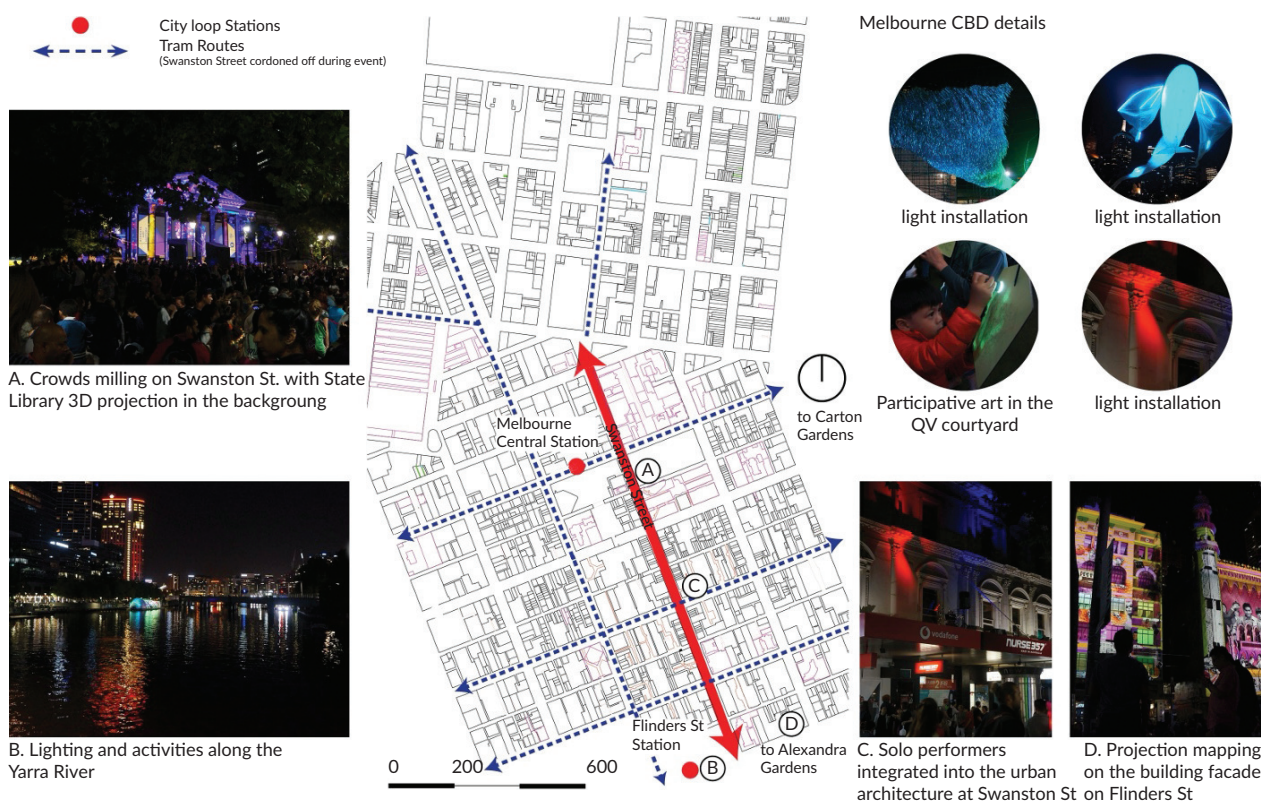 City loop Stations
Tram Routes
(Swanston Street cordoned off during event)
Melbourne CBD details
light installation
light installation
Participative art in the
QV courtyard
light installation
A. Crowds milling on Swanston St. with State
Library 3D projection in the backgroung
B. Lighting and activities along the
Yarra River
Melbourne
Central Station
Swanston Street
A
to Carton
Gardens
C
Flinders St
Station
B
D
to Alexandra
Gardens
0 200 600
vodafone
NURSE357
C. Solo performers
integrated into the urban
architecture at Swanston St
D. Projection mapping
on the building facade
on Flinders St